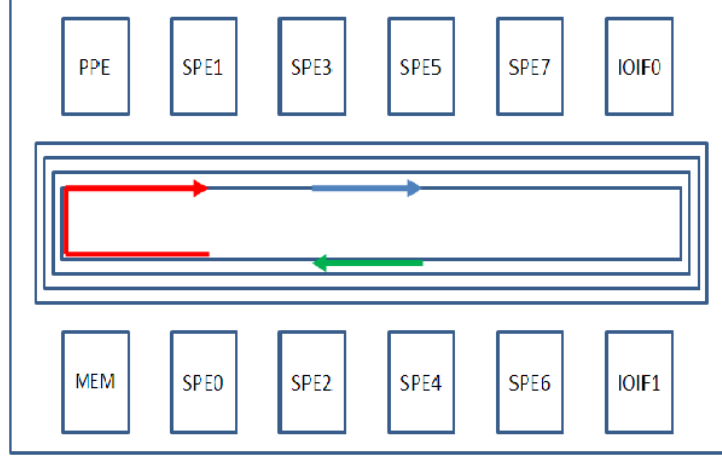 PPE SPE1 SPE3 SPE5 SPE7 IOIF0
MEM SPE0 SPE2 SPE4 SPE6 IOIF1